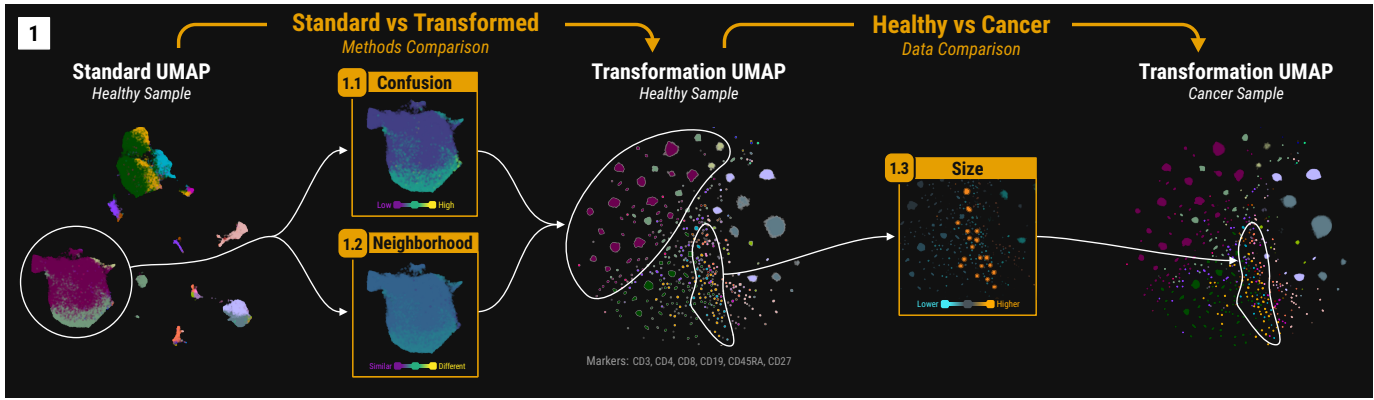 1
Standard vs Transformed
Methods Comparison
Healthy vs Cancer
Data Comparison
Standard UMAP
Healthy Sample
1.1 Confusion
Low High
1.2 Neighborhood
Similar Different
Transformation UMAP
Healthy Sample
Markers: CD3, CD4, CD8, CD19, CD45RA, CD27
1.3 Size
Lower Higher
Transformation UMAP
Cancer Sample